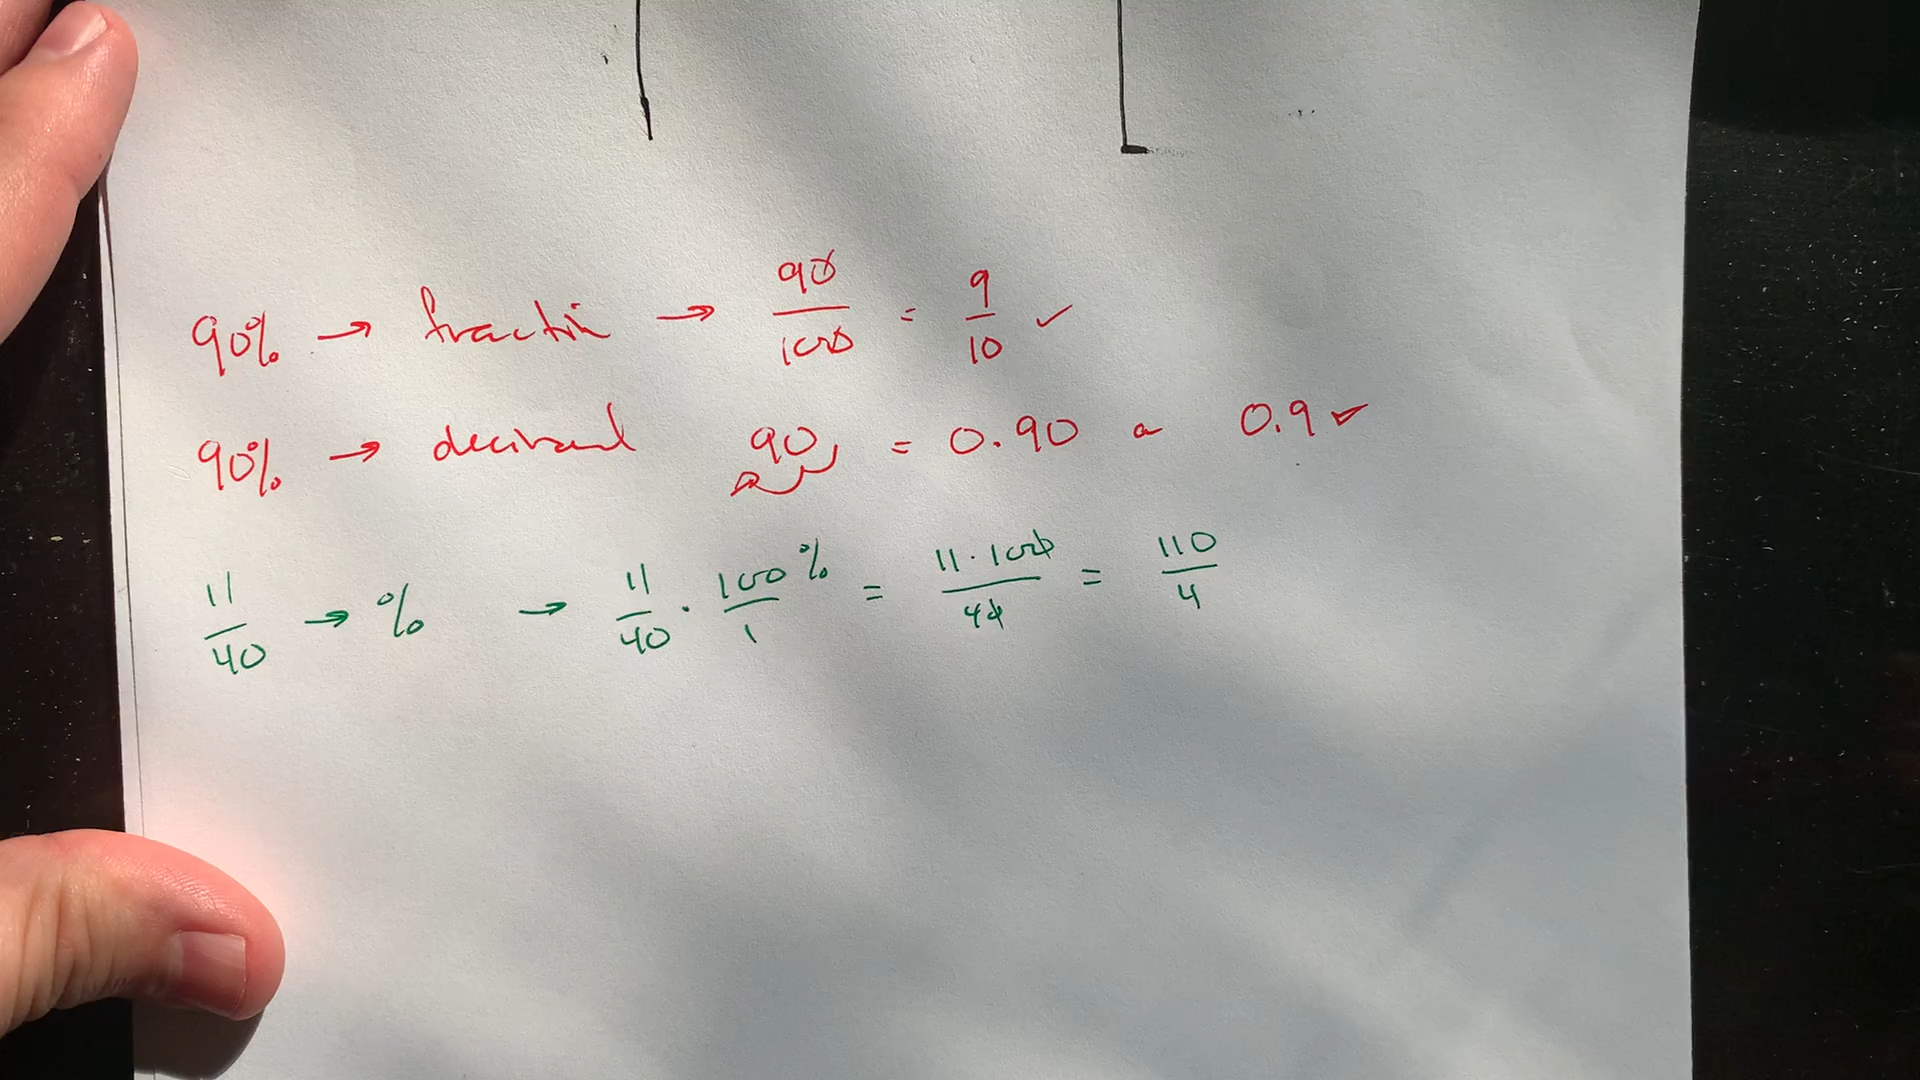 90% → fraction → 90/100 = 9/10 ✓
90% → decimal 90 = 0.90 or 0.9 ✓
11/40 → % → 11/40 · 100%/1 = 11·100/40 = 110/4